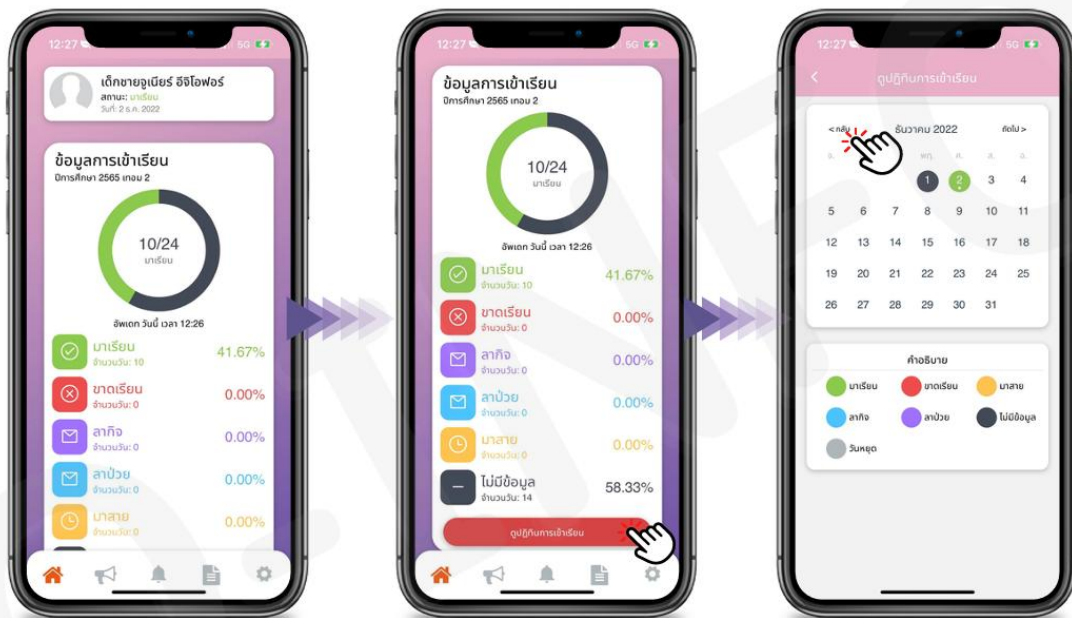 12:27
5G
เด็กชายจูเนียร์ อีจิโอฟอร์
สถานะ: มาเรียน
วันที่: 2 ธ.ค. 2022
ข้อมูลการเข้าเรียน
ปีการศึกษา 2565 เทอม 2
10/24
มาเรียน
อัพเดท วันนี้ เวลา 12:26
มาเรียน
จำนวนวัน: 10
41.67%
ขาดเรียน
จำนวนวัน: 0
0.00%
ลากิจ
จำนวนวัน: 0
0.00%
ลาป่วย
จำนวนวัน: 0
0.00%
มาสาย
จำนวนวัน: 0
0.00%
12:27
5G
ข้อมูลการเข้าเรียน
ปีการศึกษา 2565 เทอม 2
10/24
มาเรียน
อัพเดท วันนี้ เวลา 12:26
มาเรียน
จำนวนวัน: 10
41.67%
ขาดเรียน
จำนวนวัน: 0
0.00%
ลากิจ
จำนวนวัน: 0
0.00%
ลาป่วย
จำนวนวัน: 0
0.00%
มาสาย
จำนวนวัน: 0
0.00%
ไม่มีข้อมูล
จำนวนวัน: 14
58.33%
ดูปฏิทินการเข้าเรียน
12:27
5G
ดูปฏิทินการเข้าเรียน
<กลับ ธันวาคม 2022 ถัดไป >
อ. พฤ. ศ. ส. อ.
1 2 3 4
5 6 7 8 9 10 11
12 13 14 15 16 17 18
19 20 21 22 23 24 25
26 27 28 29 30 31
คำอธิบาย
มาเรียน ขาดเรียน มาสาย
ลากิจ ลาป่วย ไม่มีข้อมูล
วันหยุด